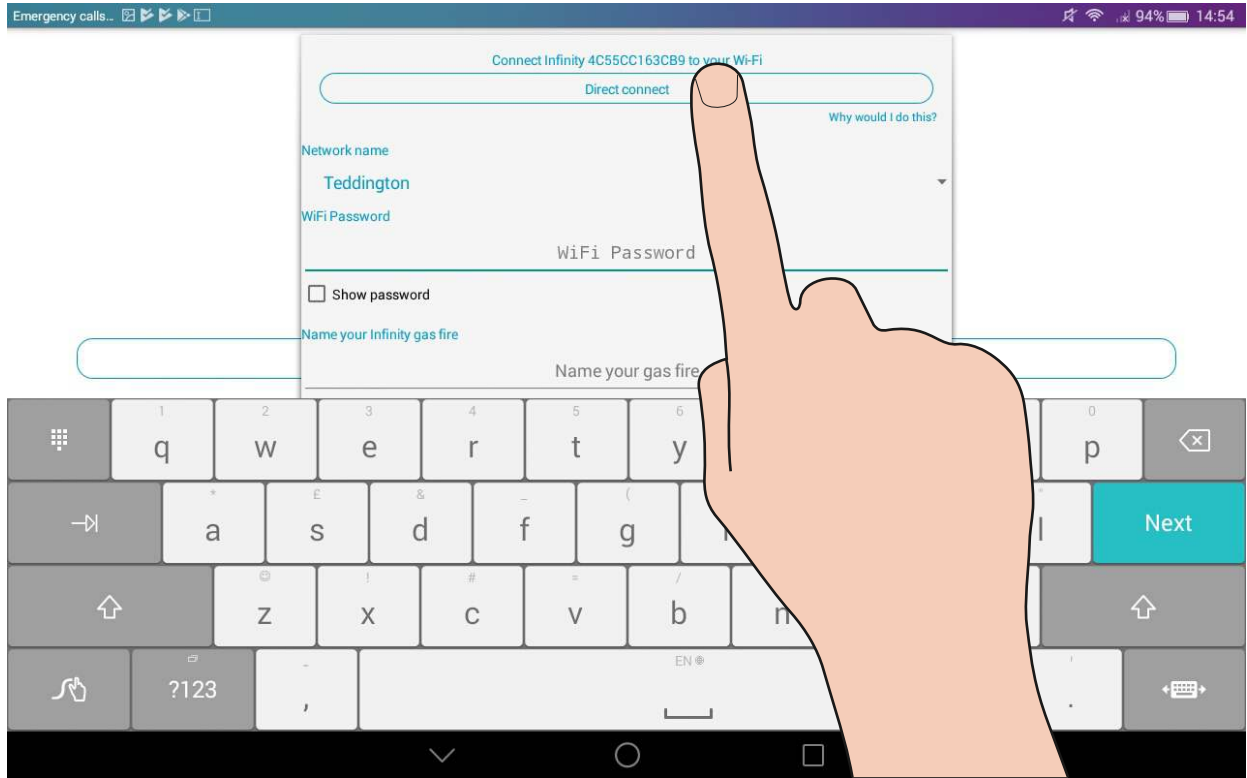 Emergency calls… 94% 14:54
Connect Infinity 4C55CC163CB9 to your Wi-Fi
Direct connect
Why would I do this?
Network name
Teddington
WiFi Password
WiFi Password
Show password
Name your Infinity gas fire
Name your gas fire
1 2 3 4 5 6 0
q w e r t y p
* £ & _ ( "
a s d f g l Next
! # = /
z x c v b n
- EN '
?123 , .